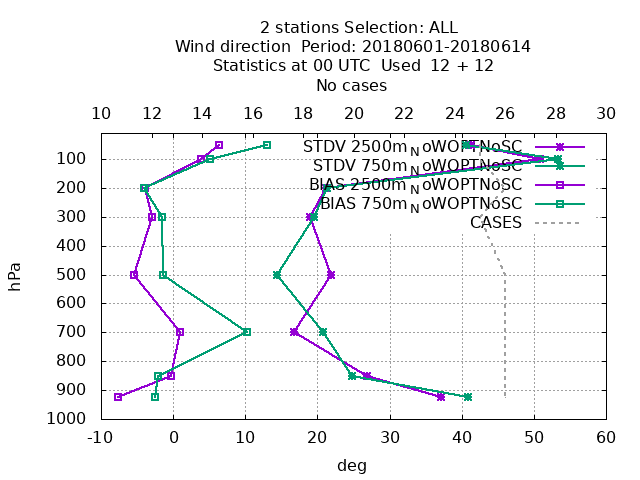 2 stations Selection: ALL
Wind direction  Period: 20180601-20180614
Statistics at 00 UTC  Used  12 + 12
No cases
10 12 14 16 18 20 22 24 26 28 30
STDV 2500m_NoWOPTNoSC
STDV 750m_NoWOPTNoSC
BIAS 2500m_NoWOPTNoSC
BIAS 750m_NoWOPTNoSC
CASES
100
200
300
400
500
600
700
800
900
1000
hPa
-10 0 10 20 30 40 50 60
deg